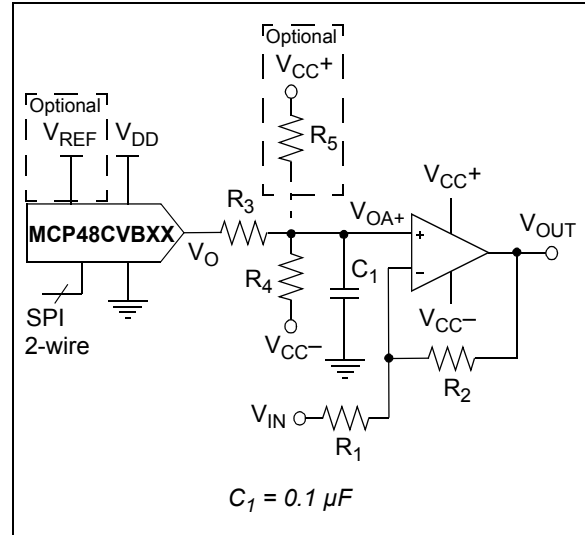 Optional
VCC+
Optional
VREF
VDD
R5
VCC+
R3
VOA+
VOUT
MCP48CVBXX
VO
+
–
R4
C1
SPI
2-wire
VCC–
VCC–
R2
VIN
R1
C1 = 0.1 µF